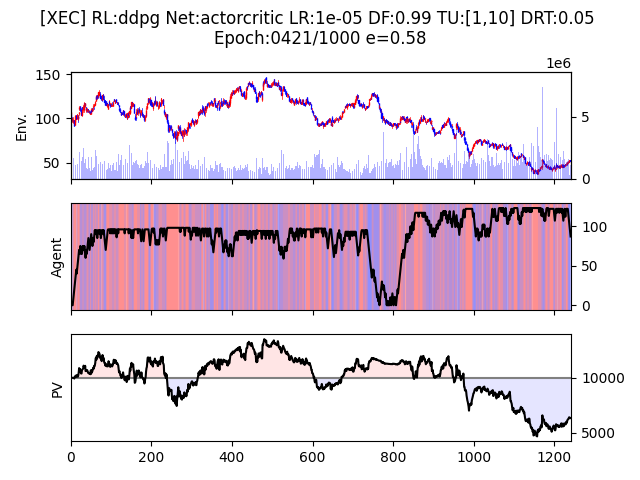 [XEC] RL:ddpg Net:actorcritic LR:1e-05 DF:0.99 TU:[1,10] DRT:0.05
Epoch:0421/1000 e=0.58
1e6
150
100
50
Env.
5
0
Agent
100
50
0
PV
10000
5000
0
200
400
600
800
1000
1200